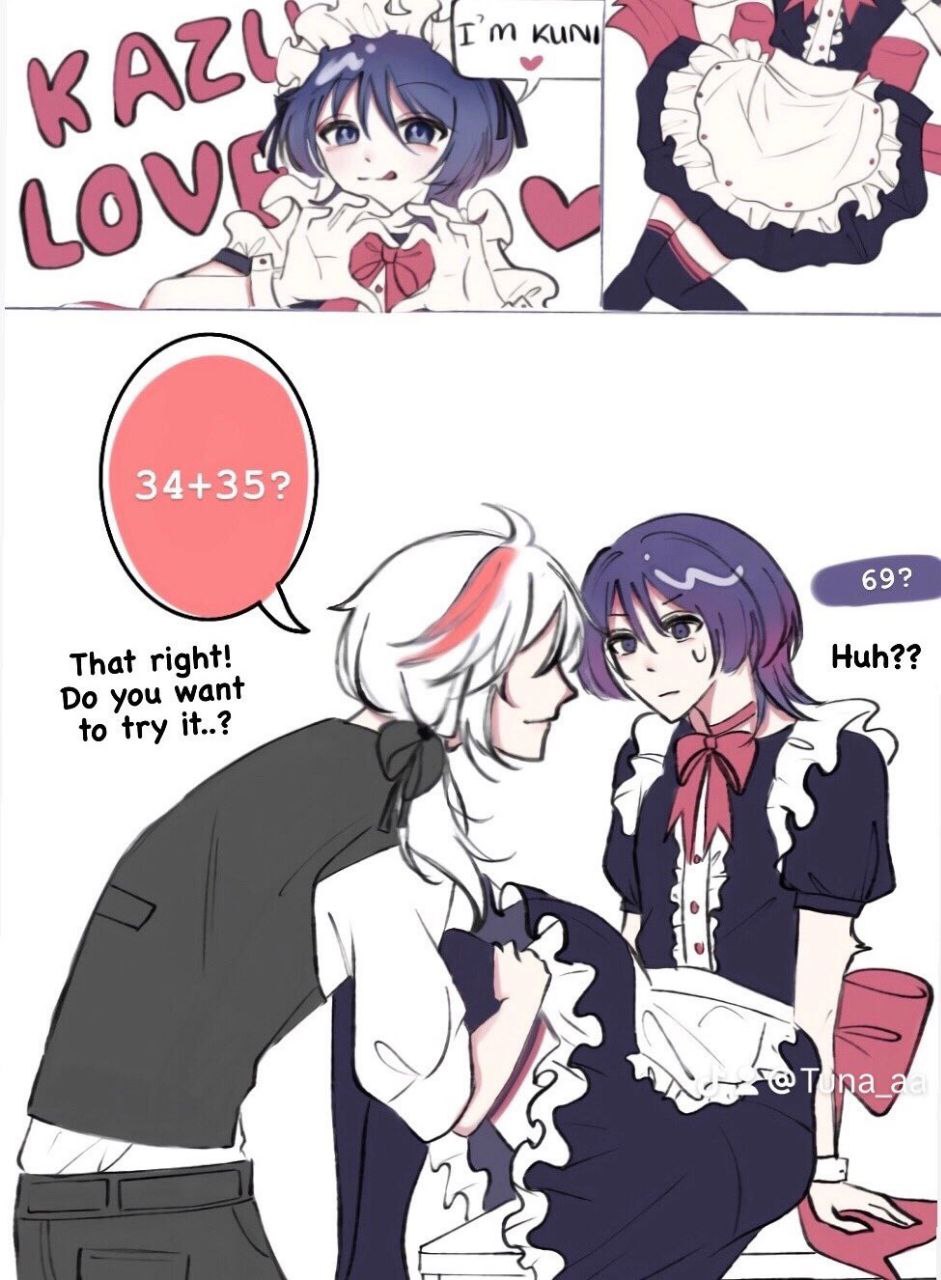 KAZU
LOVE
I'M KUNI
34+35?
That right!
Do you want
to try it..?
69?
Huh??
@Tuna_aa